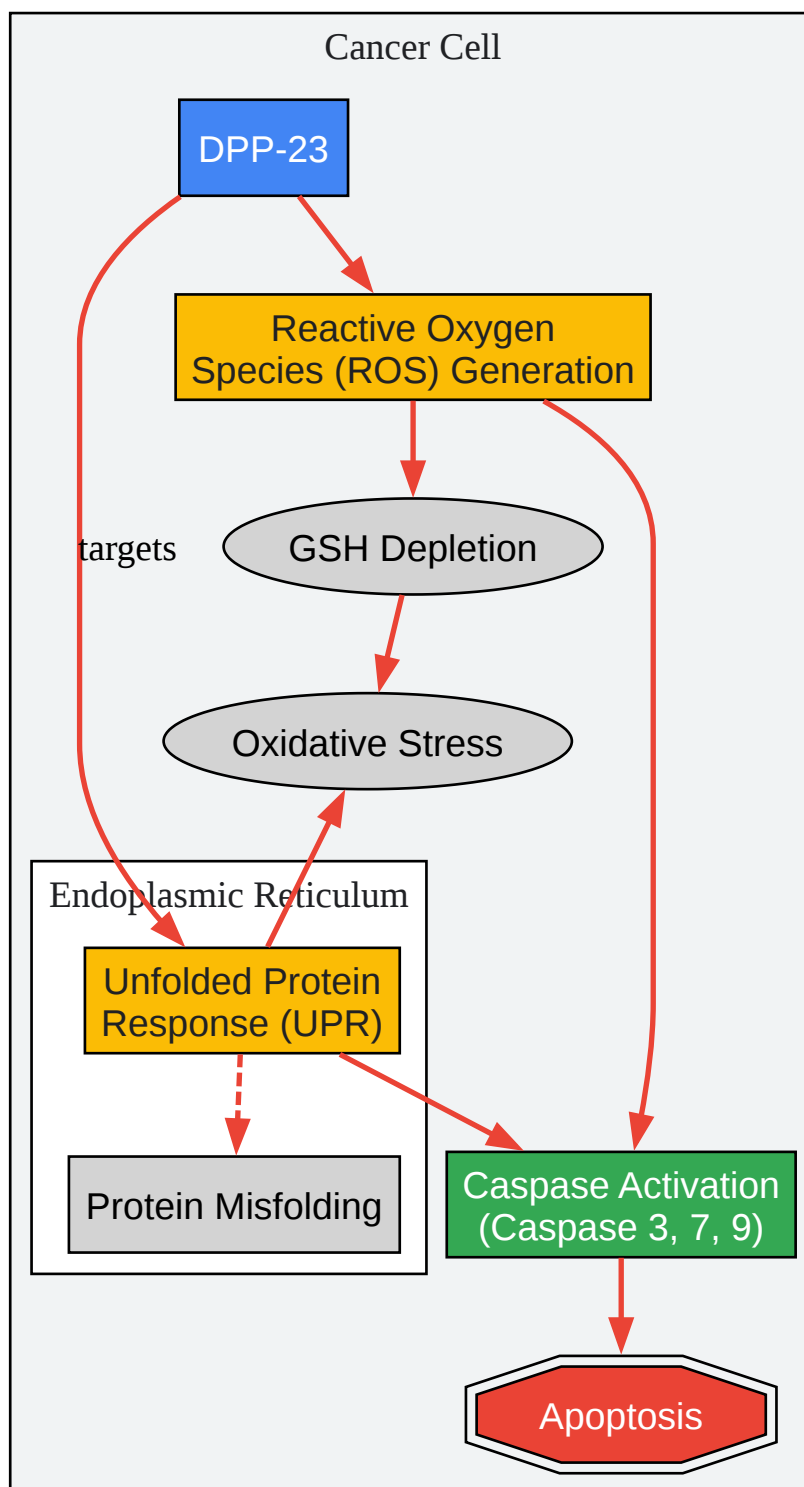 Cancer Cell
DPP-23
Reactive Oxygen
Species (ROS) Generation
targets
GSH Depletion
Oxidative Stress
Endoplasmic Reticulum
Unfolded Protein
Response (UPR)
Protein Misfolding
Caspase Activation
(Caspase 3, 7, 9)
Apoptosis